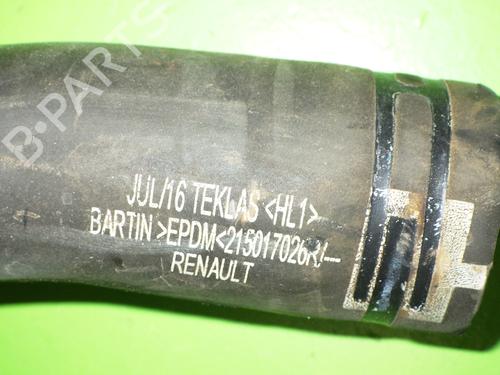 B-PARTS
JUL/16 TEKLAS <HL1>
BARTIN >EPDM<215017026R/---
RENAULT